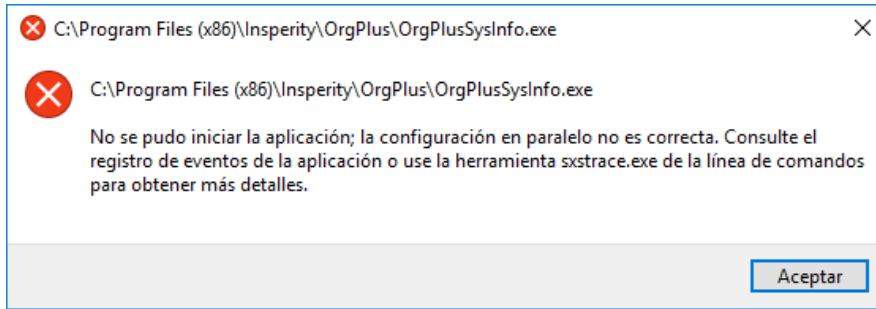 C:\Program Files (x86)\Insperity\OrgPlus\OrgPlusSysInfo.exe
C:\Program Files (x86)\Insperity\OrgPlus\OrgPlusSysInfo.exe
No se pudo iniciar la aplicación; la configuración en paralelo no es correcta. Consulte el
registro de eventos de la aplicación o use la herramienta sxstrace.exe de la línea de comandos
para obtener más detalles.
Aceptar